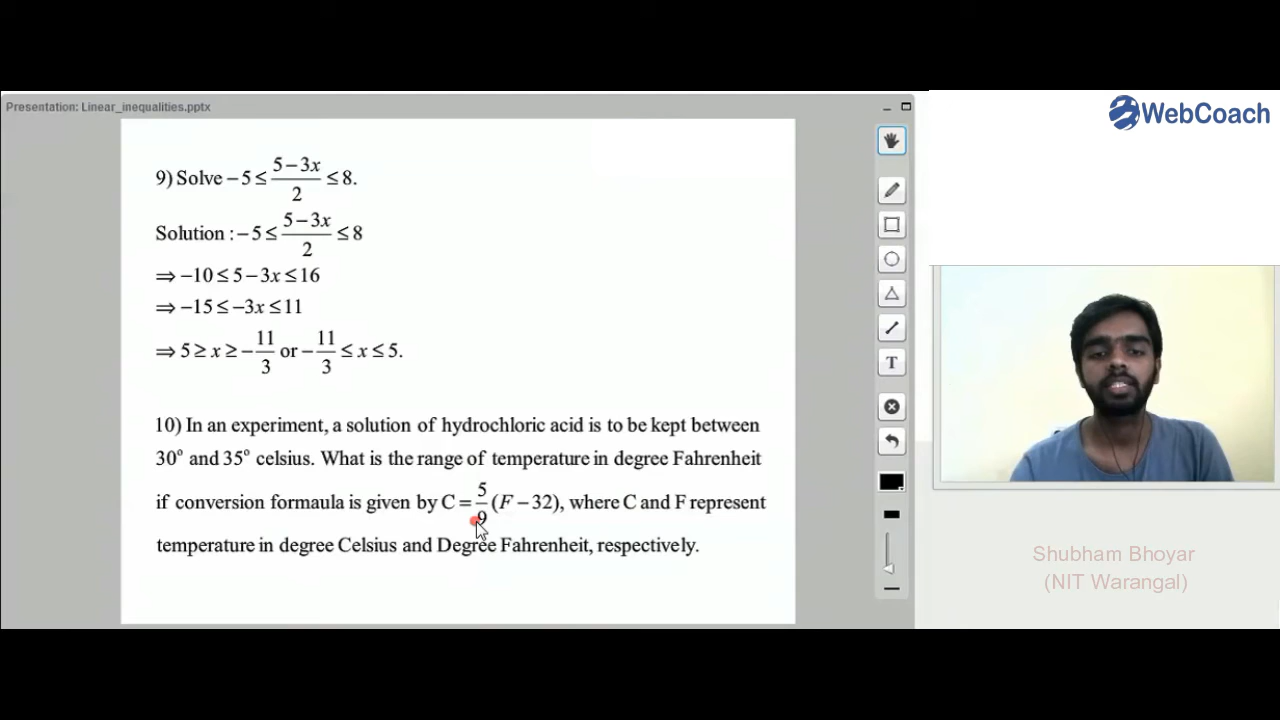 Presentation: Linear_inequalities.pptx
WebCoach
9) Solve −5 ≤ (5−3x)/2 ≤ 8.
Solution : −5 ≤ (5−3x)/2 ≤ 8
⇒ −10 ≤ 5−3x ≤ 16
⇒ −15 ≤ −3x ≤ 11
⇒ 5 ≥ x ≥ −11/3 or −11/3 ≤ x ≤ 5.
10) In an experiment, a solution of hydrochloric acid is to be kept between
30° and 35° celsius. What is the range of temperature in degree Fahrenheit
if conversion formaula is given by C = 5/9 (F − 32), where C and F represent
temperature in degree Celsius and Degree Fahrenheit, respectively.
T
Shubham Bhoyar
(NIT Warangal)